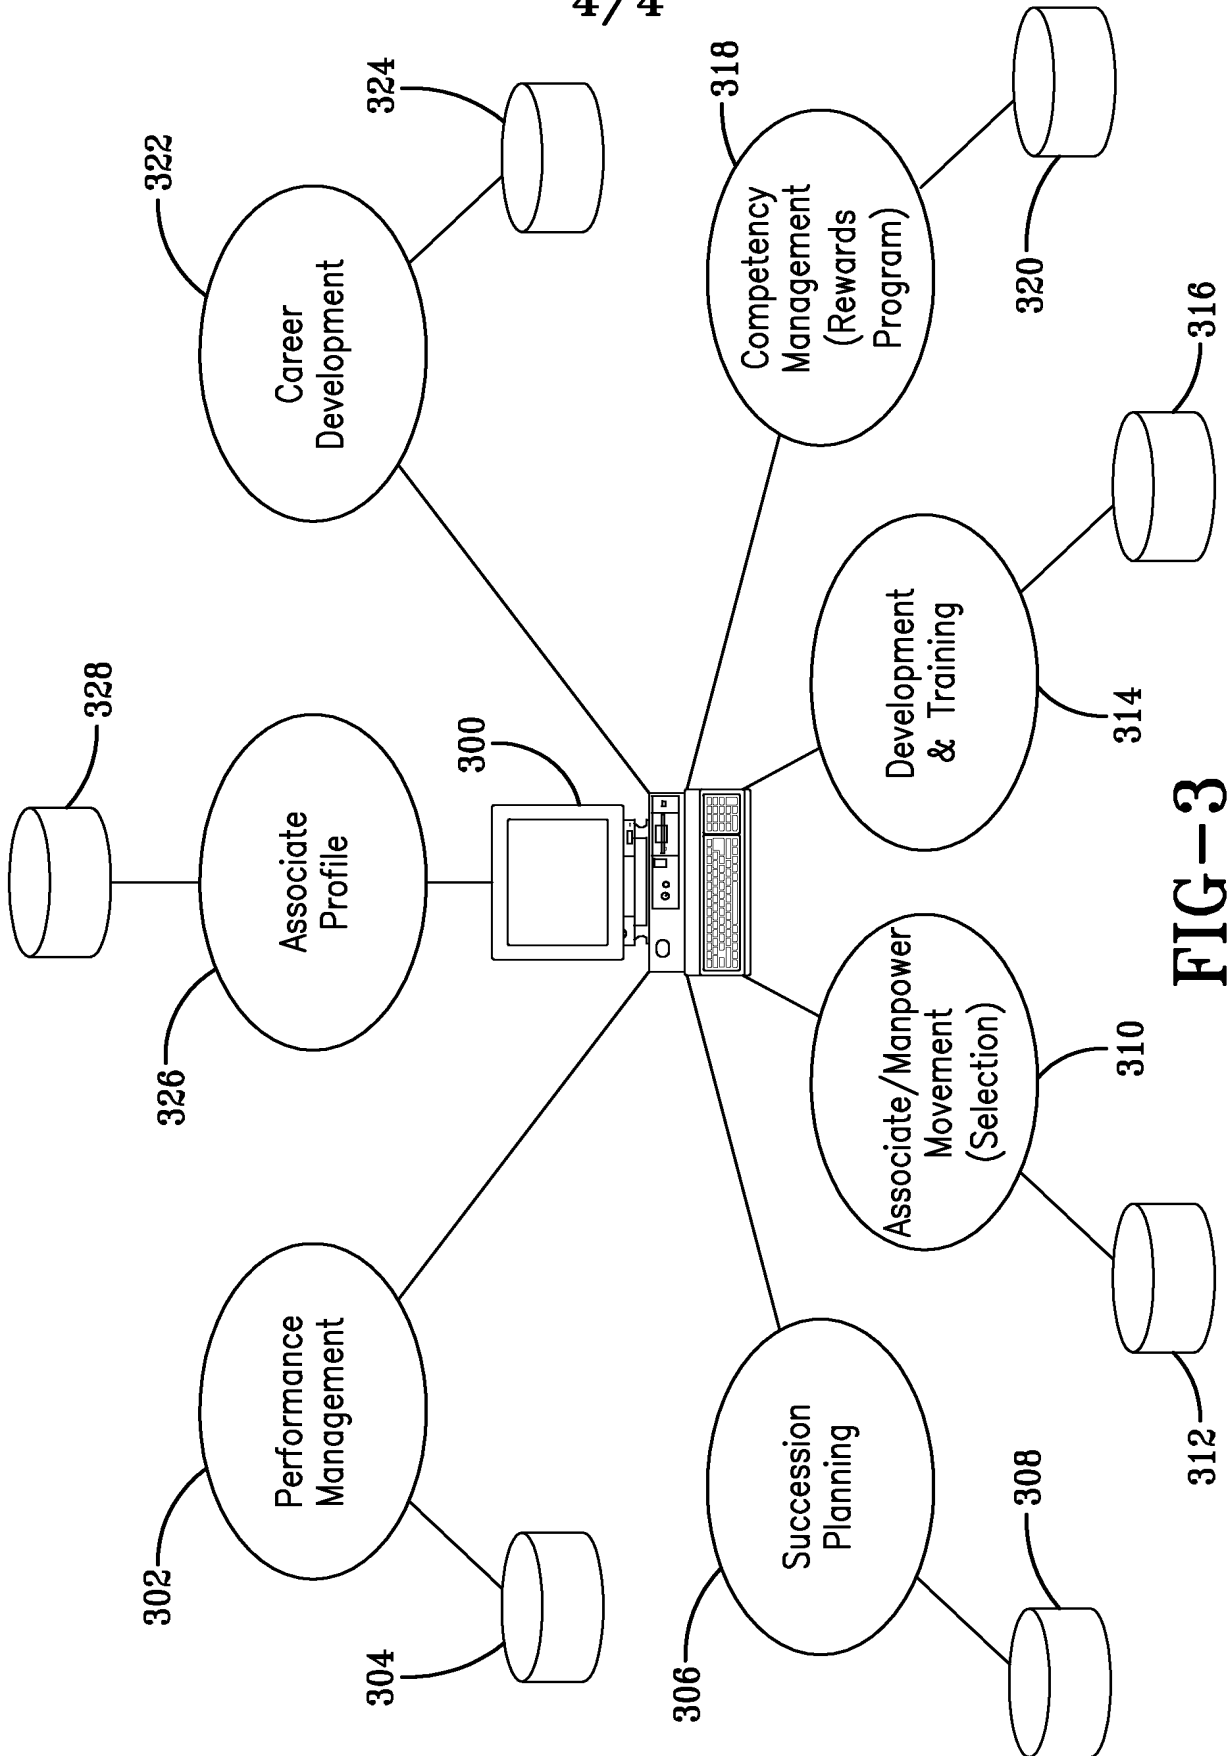 4/4
328
326
Associate
Profile
322
Career
Development
324
302
Performance
Management
304
300
318
Competency
Management
(Rewards
Program)
320
306
Succession
Planning
308
Associate/Manpower
Movement
(Selection)
310
312
Development
& Training
314
316
FIG-3